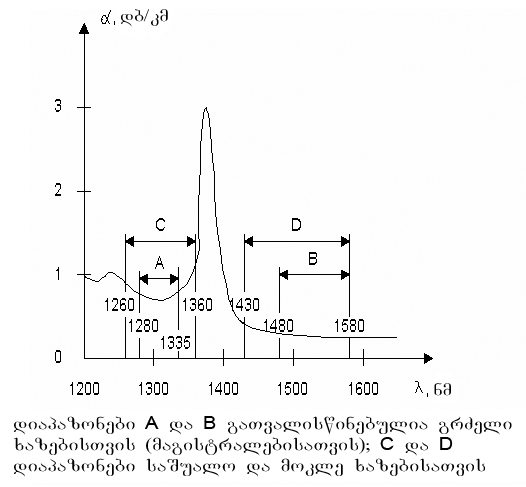 α, დბ/კმ
3
2
C
D
A
B
1
1260
1360
1430
1280
1480
1580
1335
0
1200
1300
1400
1500
1600
λ, ნმ
დიაპაზონები A და B გათვალისწინებულია გრძელი
ხაზებისთვის (მაგისტრალებისათვის); C და D
დიაპაზონები საშუალო და მოკლე ხაზებისათვის